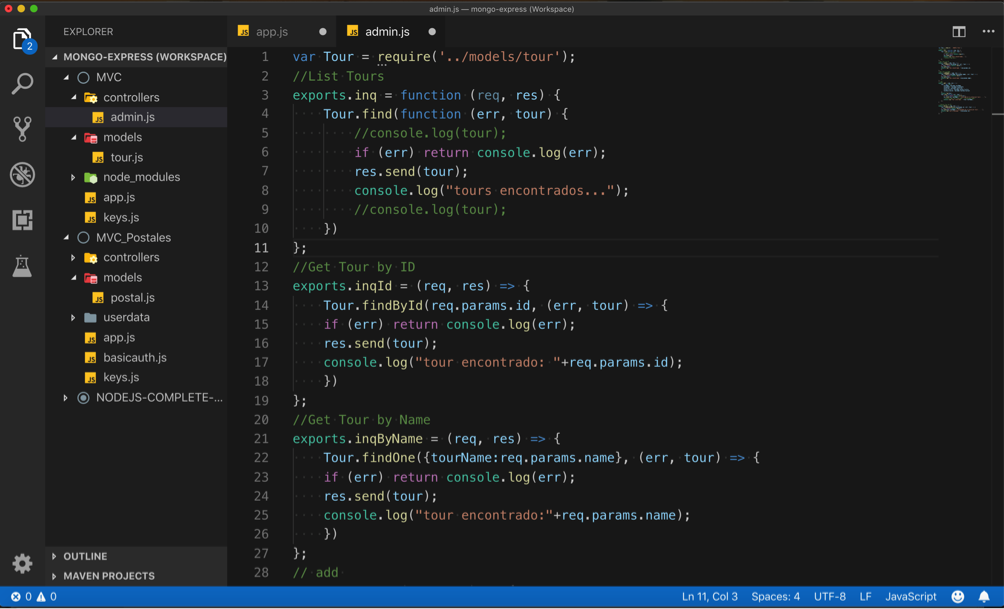 admin.js — mongo-express (Workspace)
EXPLORER
MONGO-EXPRESS (WORKSPACE)
MVC
controllers
admin.js
models
tour.js
node_modules
app.js
keys.js
MVC_Postales
controllers
models
postal.js
userdata
app.js
basicauth.js
keys.js
NODEJS-COMPLETE-...
OUTLINE
MAVEN PROJECTS
2
JS app.js
JS admin.js
1 var Tour = require('../models/tour');
2 //List Tours
3 exports.inq = function (req, res) {
4 Tour.find(function (err, tour) {
5 //console.log(tour);
6 if (err) return console.log(err);
7 res.send(tour);
8 console.log("tours encontrados...");
9 //console.log(tour);
10 })
11 };
12 //Get Tour by ID
13 exports.inqId = (req, res) => {
14 Tour.findById(req.params.id, (err, tour) => {
15 if (err) return console.log(err);
16 res.send(tour);
17 console.log("tour encontrado: "+req.params.id);
18 })
19 };
20 //Get Tour by Name
21 exports.inqByName = (req, res) => {
22 Tour.findOne({tourName:req.params.name}, (err, tour) => {
23 if (err) return console.log(err);
24 res.send(tour);
25 console.log("tour encontrado:"+req.params.name);
26 })
27 };
28 // add
0 0
Ln 11, Col 3 Spaces: 4 UTF-8 LF JavaScript